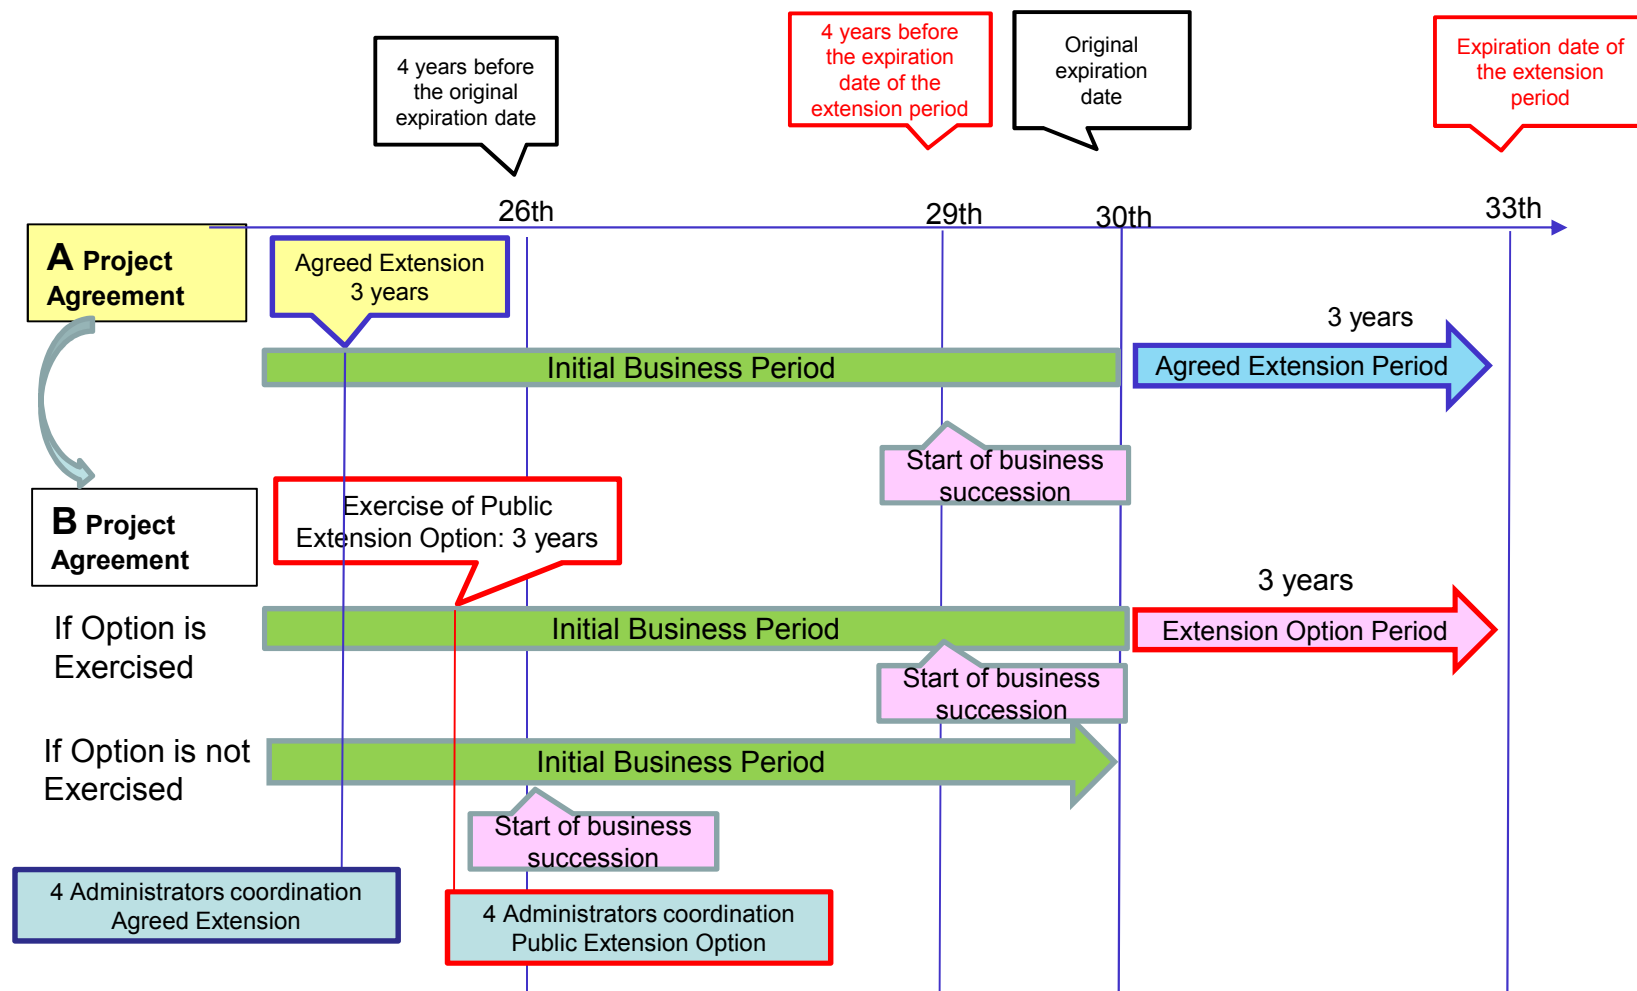 4 years before
the original
expiration date
4 years before
the expiration
date of the
extension period
Original
expiration
date
Expiration date of
the extension
period
26th
29th
30th
33th
A Project
Agreement
Agreed Extension
3 years
3 years
Initial Business Period
Agreed Extension Period
Start of business
succession
B Project
Agreement
Exercise of Public
Extension Option: 3 years
3 years
If Option is
Exercised
Initial Business Period
Extension Option Period
Start of business
succession
If Option is not
Exercised
Initial Business Period
Start of business
succession
4 Administrators coordination
Agreed Extension
4 Administrators coordination
Public Extension Option